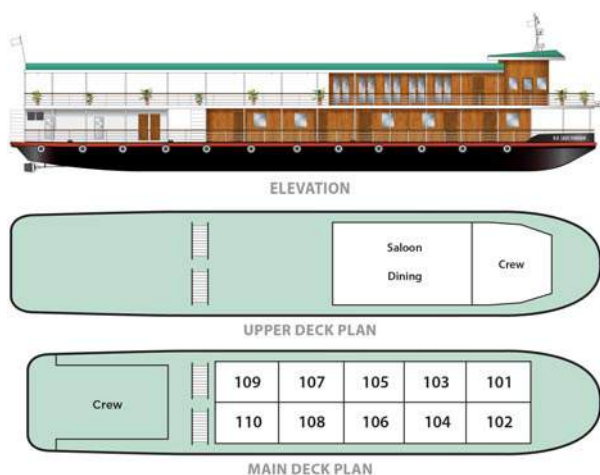 ELEVATION
Saloon
Dining
Crew
UPPER DECK PLAN
Crew
109 107 105 103 101
110 108 106 104 102
MAIN DECK PLAN